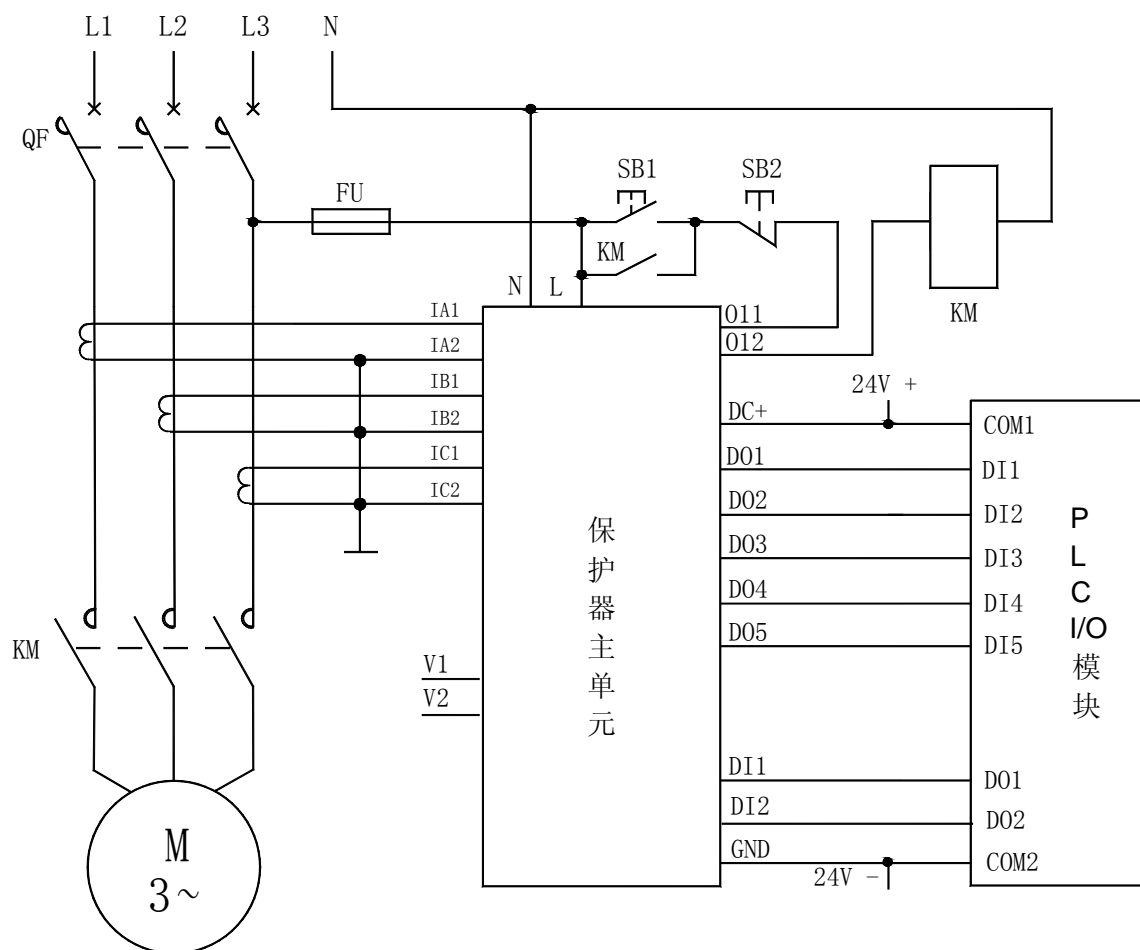 L1 L2 L3 N
QF
FU
SB1 SB2
KM
N L
KM
IA1
IA2
IB1
IB2
IC1
IC2
O11
O12
24V +
DC+
DO1
DO2
DO3
DO4
DO5
DI1
DI2
GND
24V -
COM1
DI1
DI2
DI3
DI4
DI5
DO1
DO2
COM2
保护器主单元
PLC I/O 模块
KM
V1
V2
M
3~